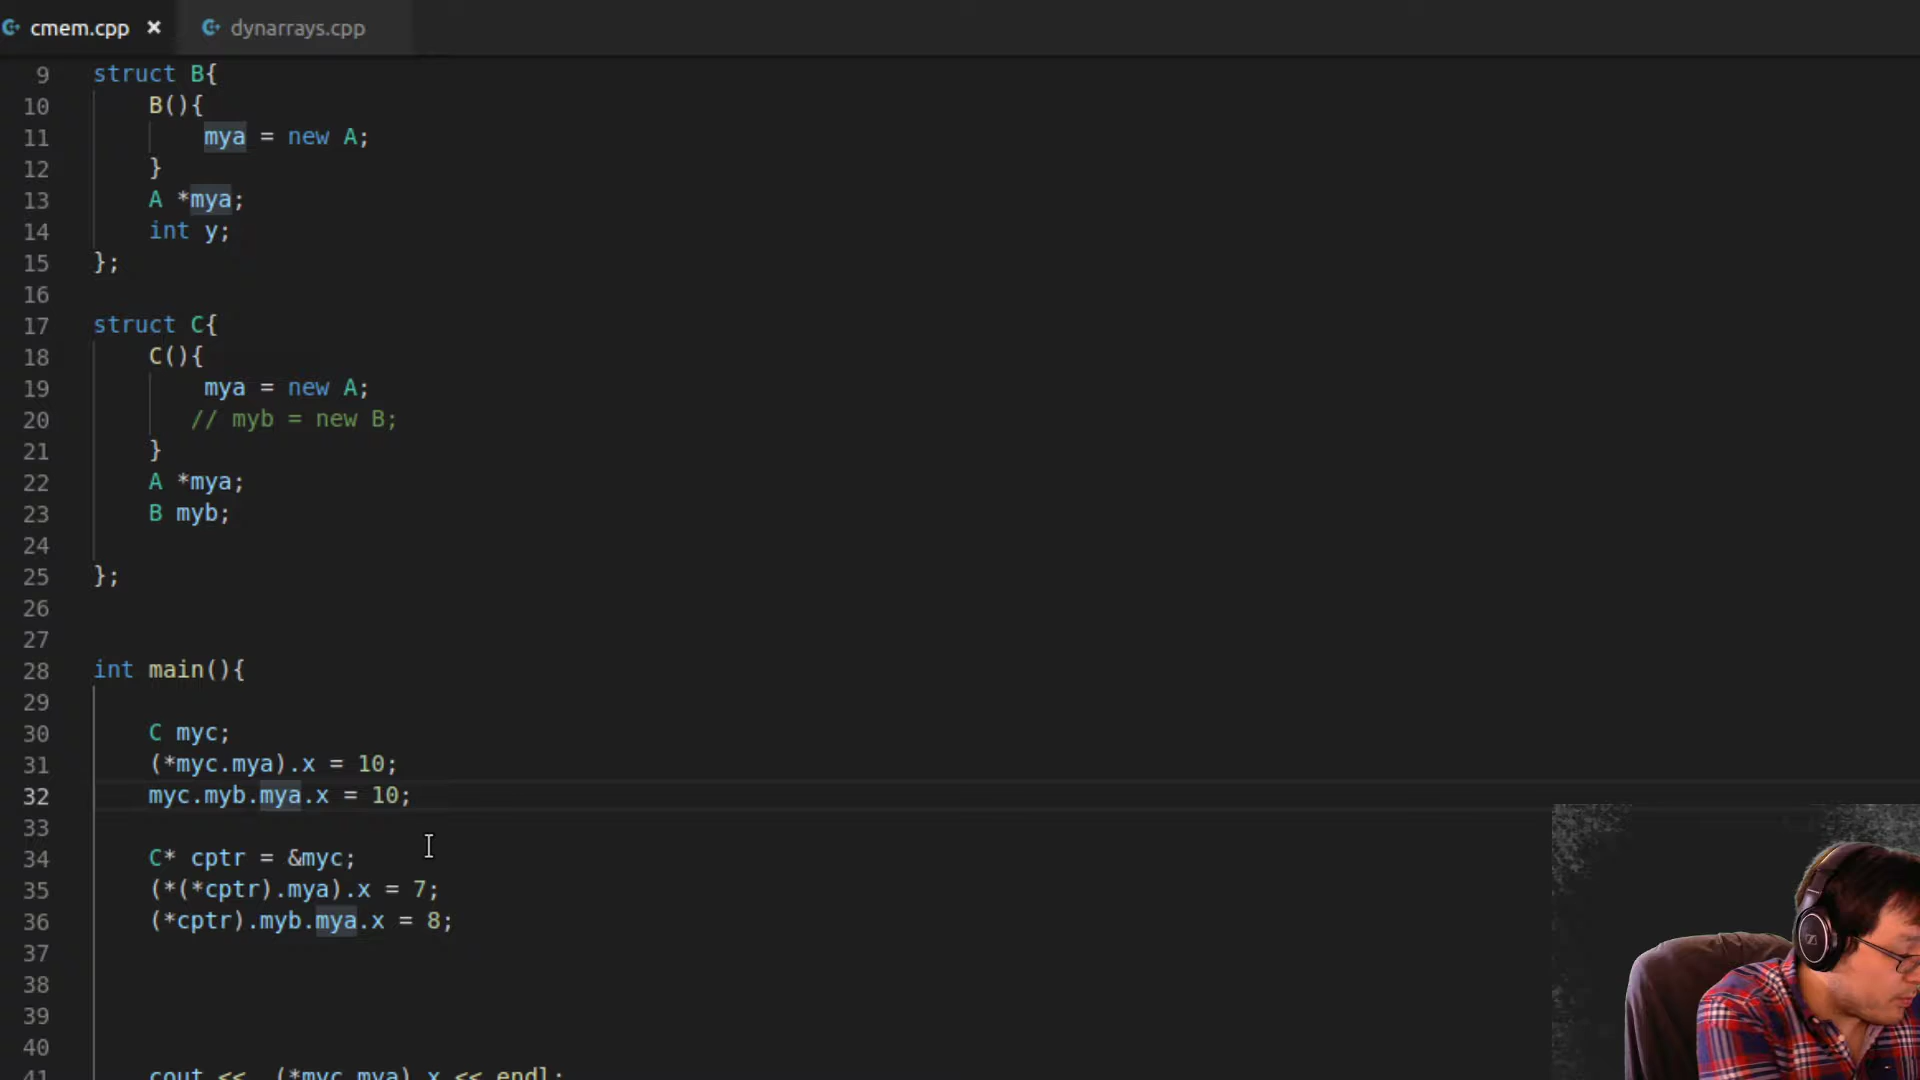 cmem.cpp × dynarrays.cpp
9 struct B{
10 B(){
11 mya = new A;
12 }
13 A *mya;
14 int y;
15 };
16
17 struct C{
18 C(){
19 mya = new A;
20 // myb = new B;
21 }
22 A *mya;
23 B myb;
24
25 };
26
27
28 int main(){
29
30 C myc;
31 (*myc.mya).x = 10;
32 myc.myb.mya.x = 10;
33
34 C* cptr = &myc;
35 (*(*cptr).mya).x = 7;
36 (*cptr).myb.mya.x = 8;
37
38
39
40
41 cout << (*myc.mya).x << endl;